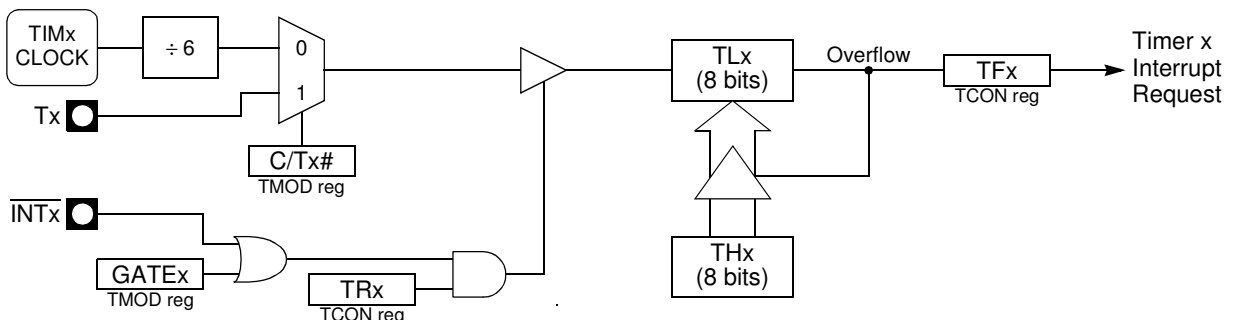 TIMx
CLOCK
÷ 6
0
1
Tx
C/Tx#
TMOD reg
INTx
GATEx
TMOD reg
TRx
TCON reg
TLx
(8 bits)
Overflow
TFx
TCON reg
Timer x
Interrupt
Request
THx
(8 bits)